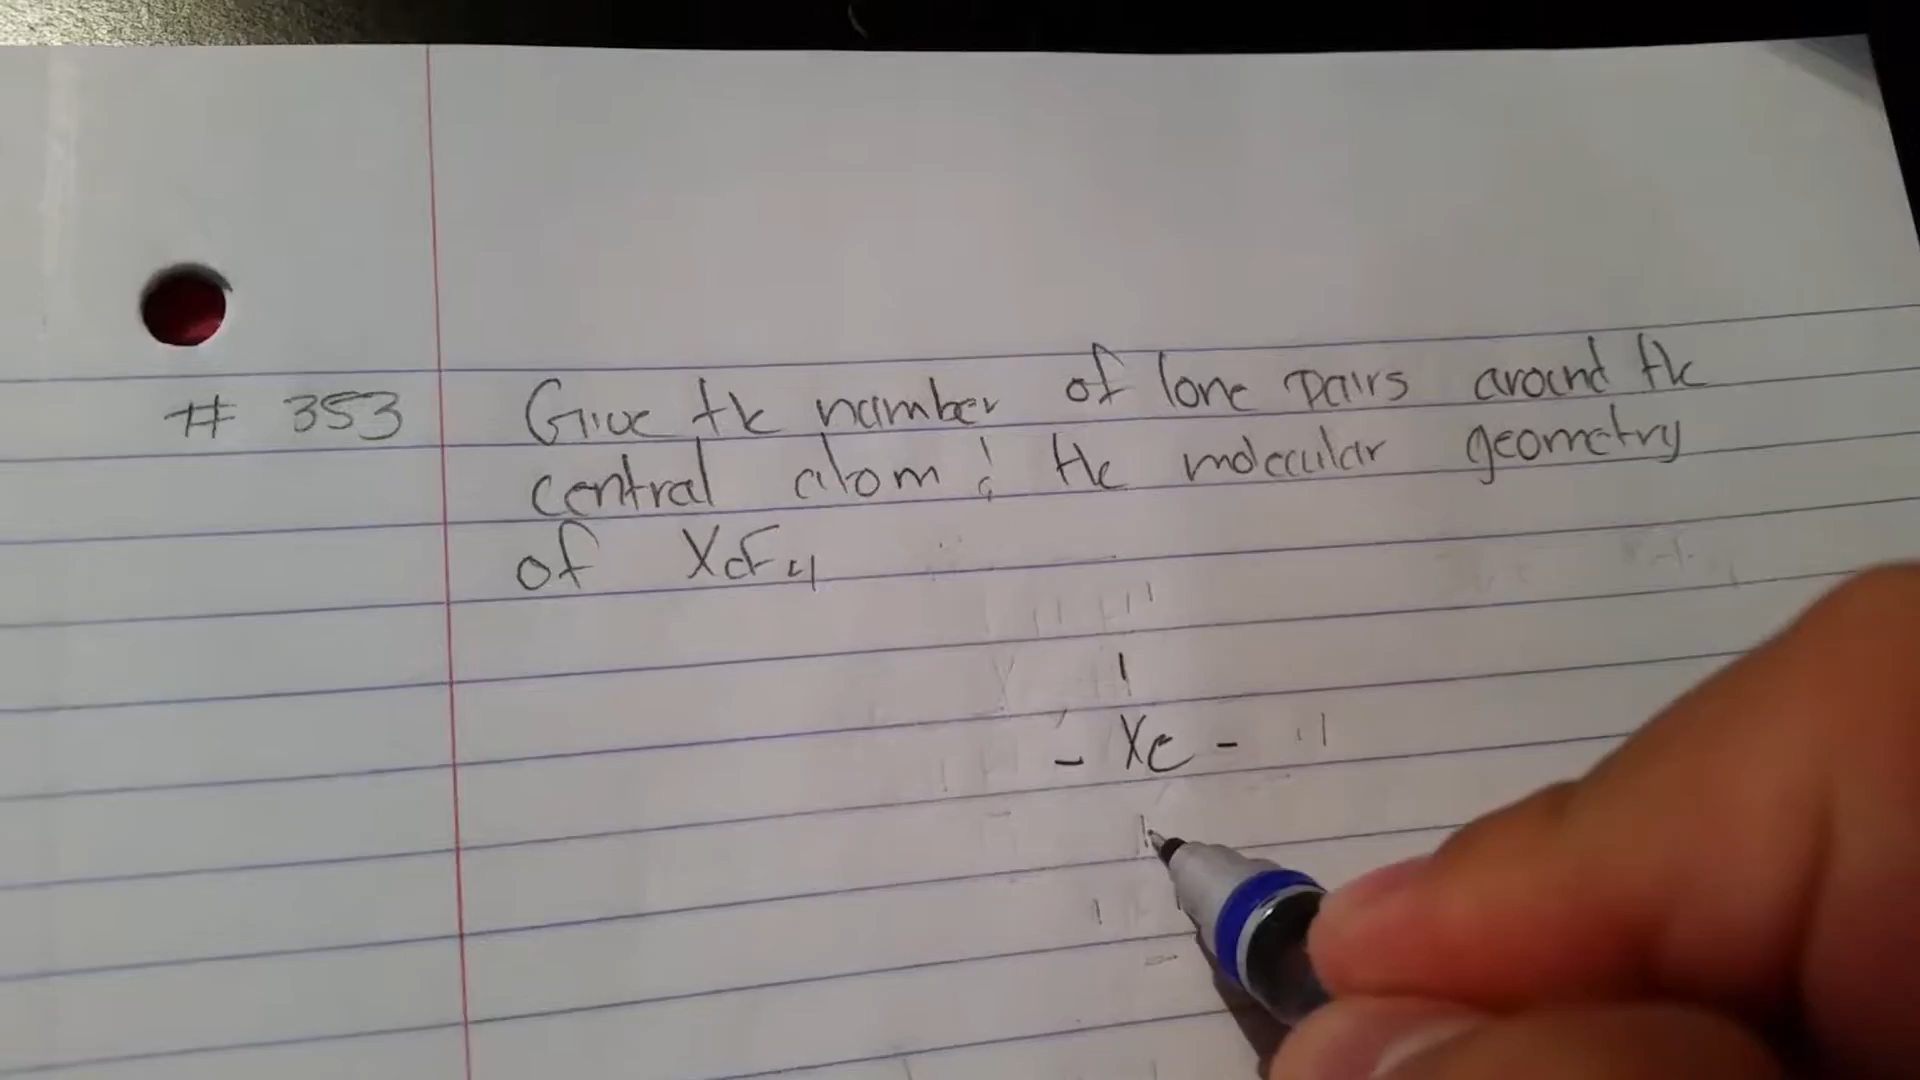 # 353 Give the number of lone pairs around the
central atom & the molecular geometry
of XeF4
- Xe -